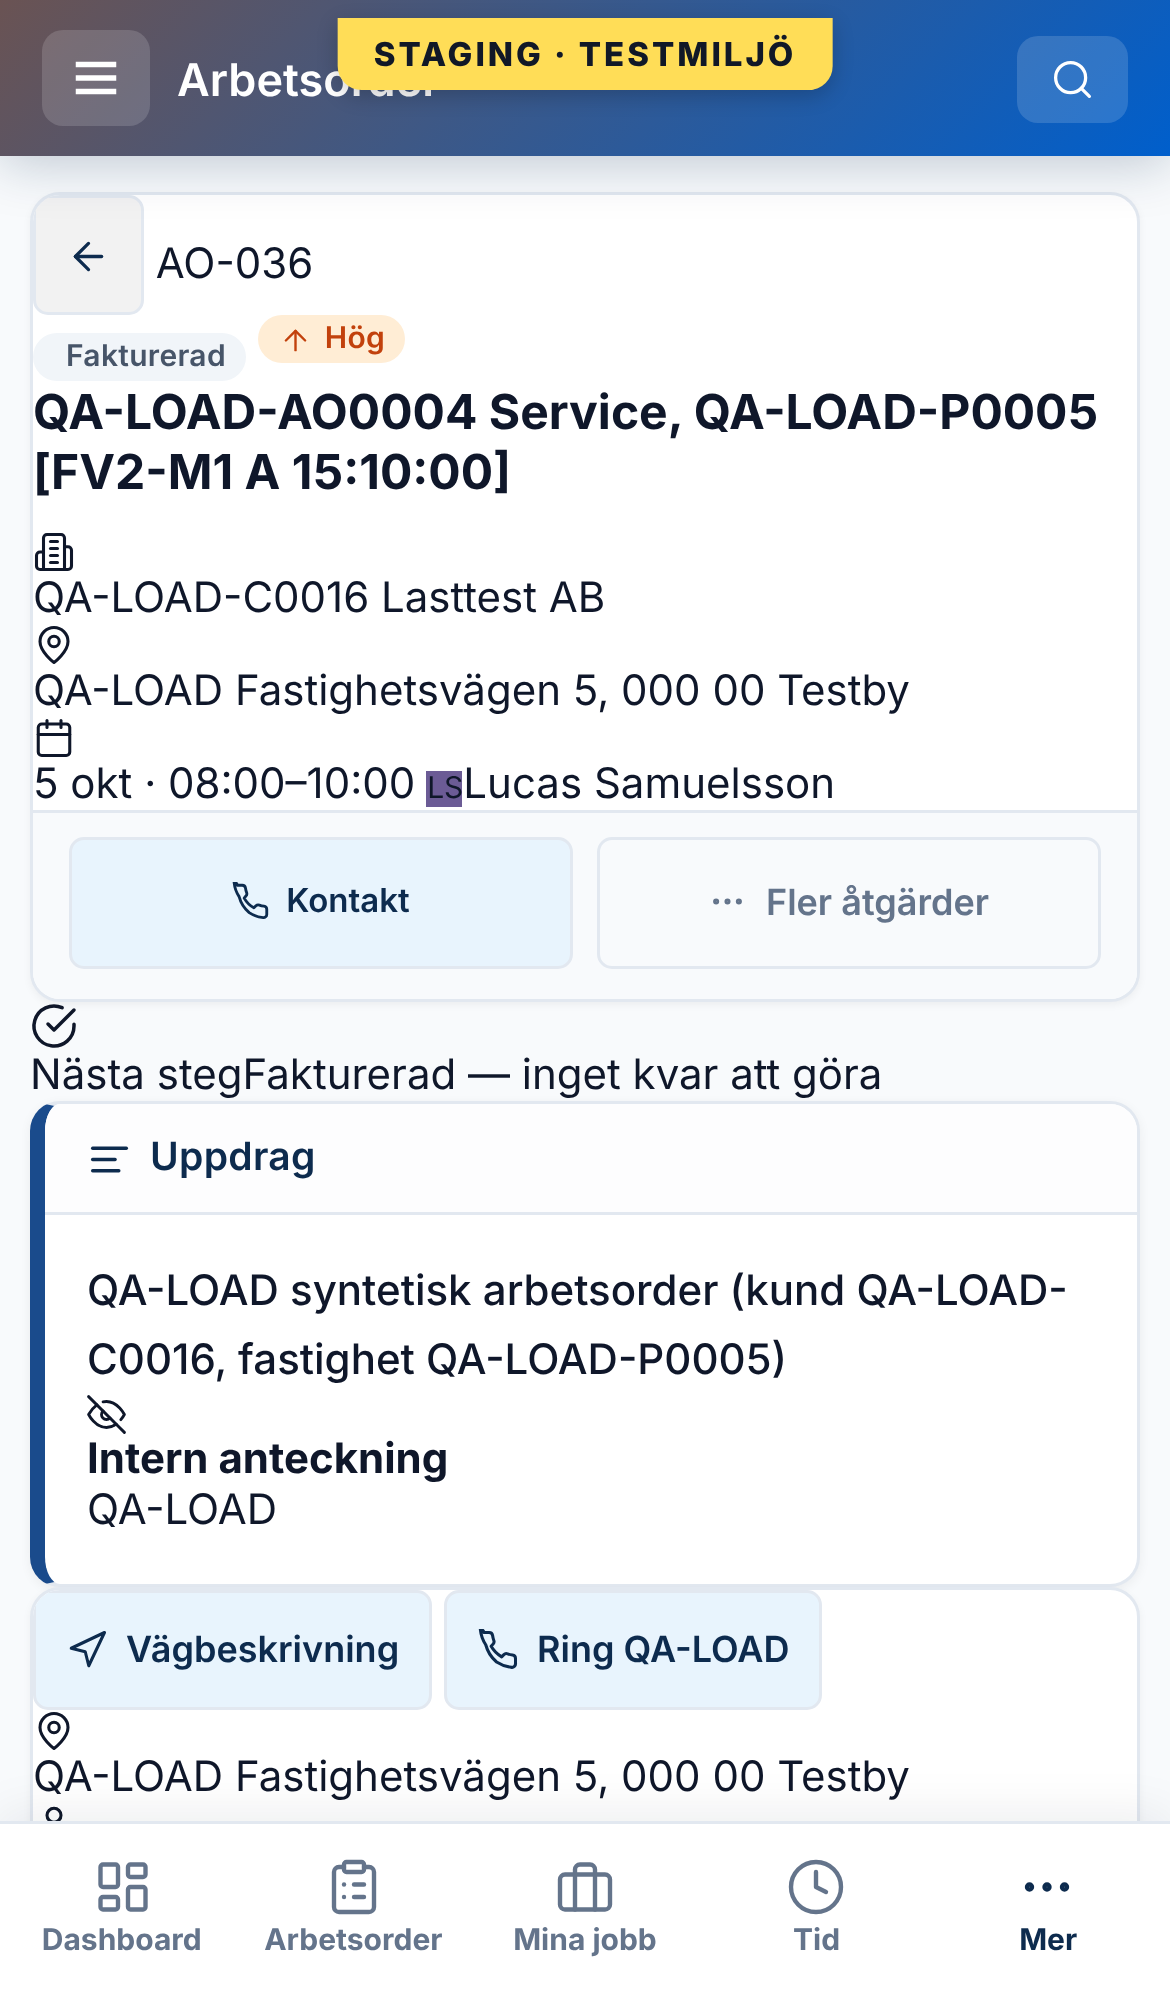 STAGING · TESTMILJÖ
Arbetsorder
AO-036
Fakturerad
Hög
QA-LOAD-AO0004 Service, QA-LOAD-P0005
[FV2-M1 A 15:10:00]
QA-LOAD-C0016 Lasttest AB
QA-LOAD Fastighetsvägen 5, 000 00 Testby
5 okt · 08:00–10:00 LS Lucas Samuelsson
Kontakt
Fler åtgärder
Nästa stegFakturerad — inget kvar att göra
Uppdrag
QA-LOAD syntetisk arbetsorder (kund QA-LOAD-
C0016, fastighet QA-LOAD-P0005)
Intern anteckning
QA-LOAD
Vägbeskrivning
Ring QA-LOAD
QA-LOAD Fastighetsvägen 5, 000 00 Testby
Dashboard
Arbetsorder
Mina jobb
Tid
Mer